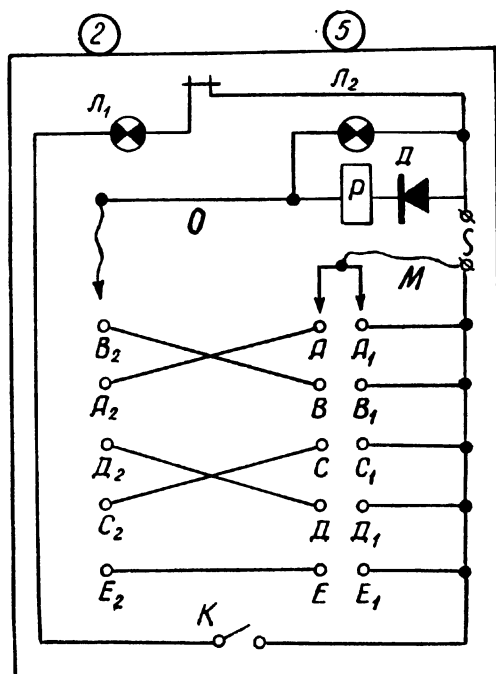 2 5
Л₁ Л₂
Р Д
О S
М
В₂ А А₁
А₂ В В₁
Д₂ С С₁
С₂ Д Д₁
Е₂ Е Е₁
К